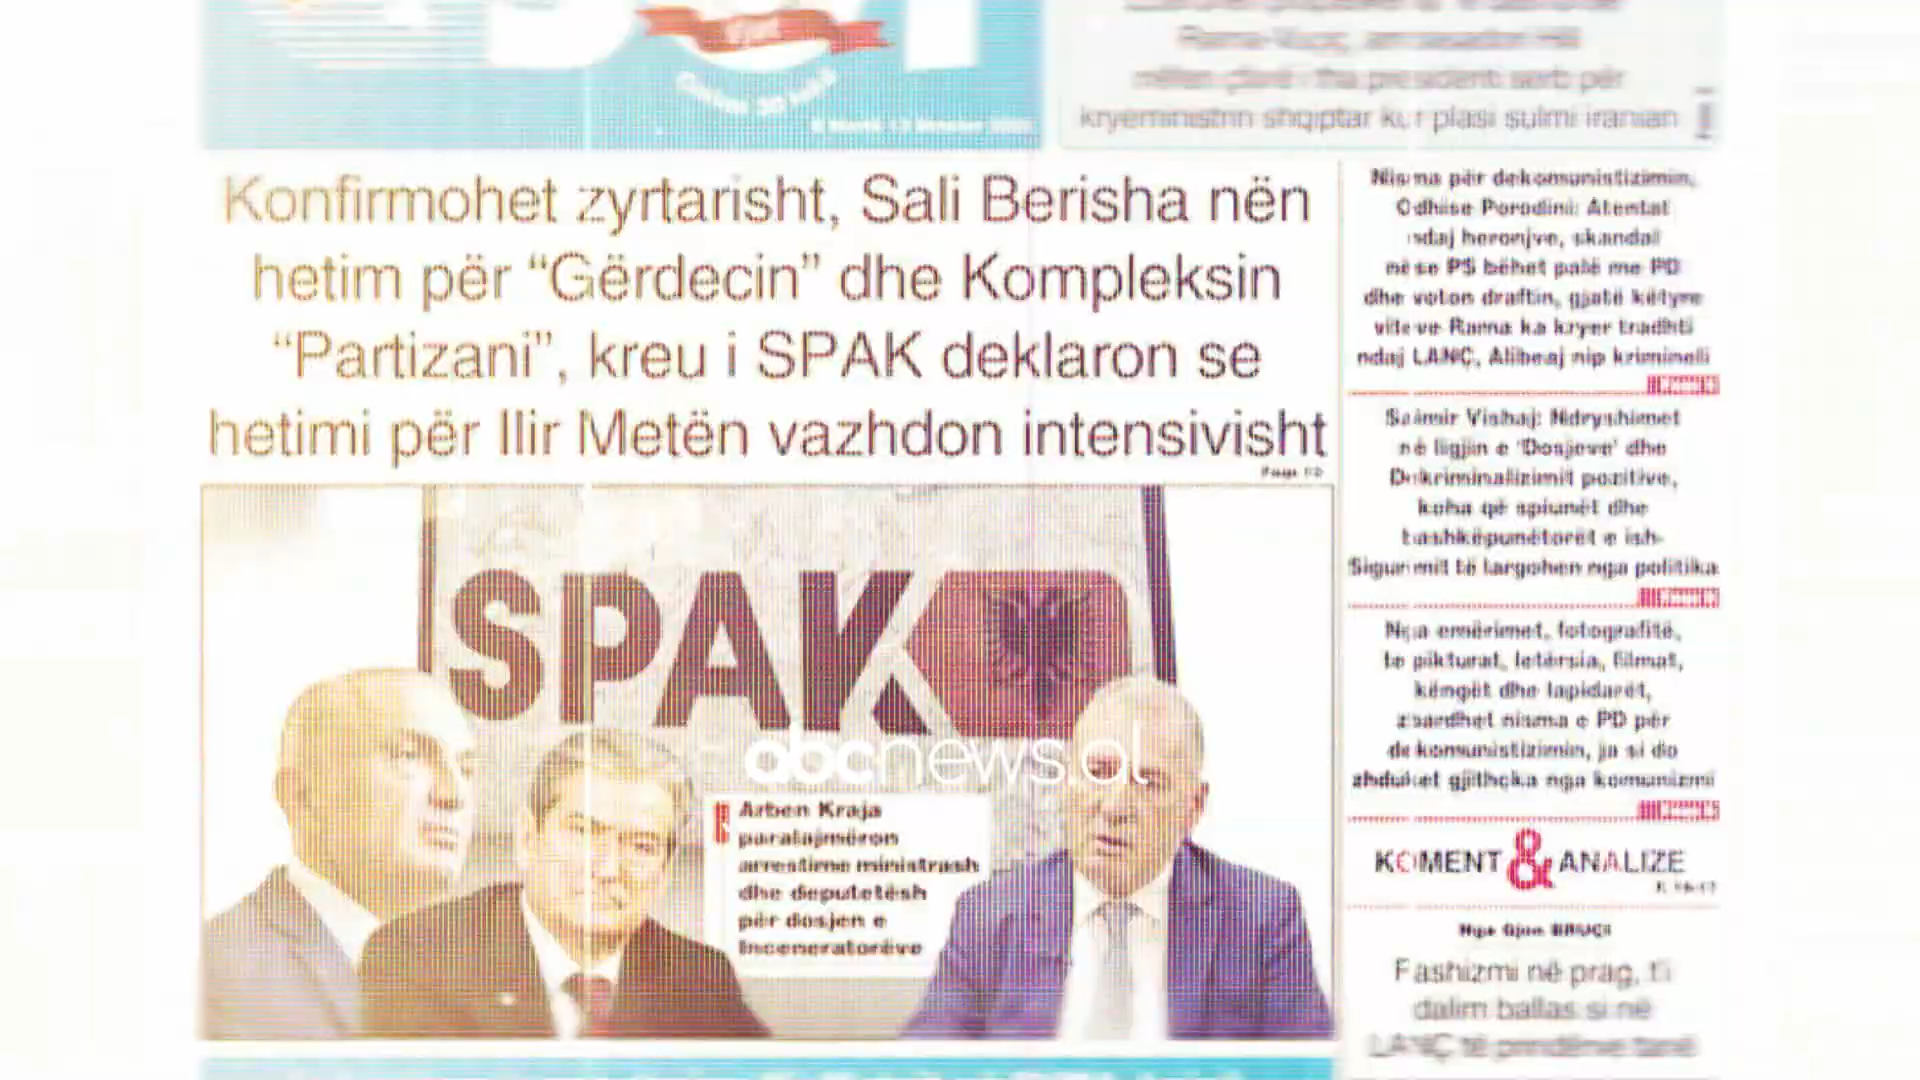 kryeministrin shqiptar kur plasi sulmi iranian
Konfirmohet zyrtarisht, Sali Berisha nën
hetim për “Gërdecin” dhe Kompleksin
“Partizani”, kreu i SPAK deklaron se
hetimi për Ilir Metën vazhdon intensivisht
SPAK
abcnews.al
Arben Kraja
paralajmëron
arrestime ministrash
dhe deputetësh
për dosjen e
Inceneratorëve
Nisma për dekomunistizimin,
Odhise Porodini: Atentat
ndaj heronjve, skandal
nëse PS bëhet palë me PD
dhe voton draftin, gjatë këtyre
viteve Rama ka kryer tradhti
ndaj LANÇ, Alibeaj nip krimineli
Saimir Vishaj: Ndryshimet
në ligjin e ‘Dosjeve’ dhe
Dekriminalizimit pozitive,
koha që spiunët dhe
bashkëpunëtorët e ish-
Sigurimit të largohen nga politika
Nga emërimet, fotografitë,
te pikturat, letërsia, filmat,
këngët dhe lapidarët,
zbardhet nisma e PD për
dekomunistizimin, ja si do
zhduket gjithçka nga komunizmi
KOMENT & ANALIZE
Fashizmi në prag, t'i
dalim ballas si në
LANÇ të prindërve tanë